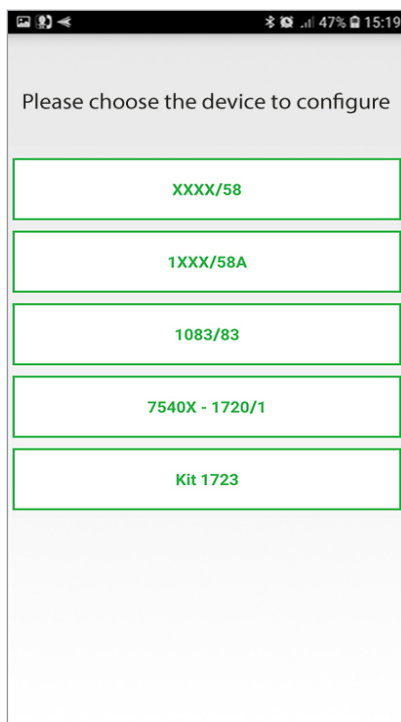 47% 15:19
Please choose the device to configure
XXXX/58
1XXX/58A
1083/83
7540X - 1720/1
Kit 1723